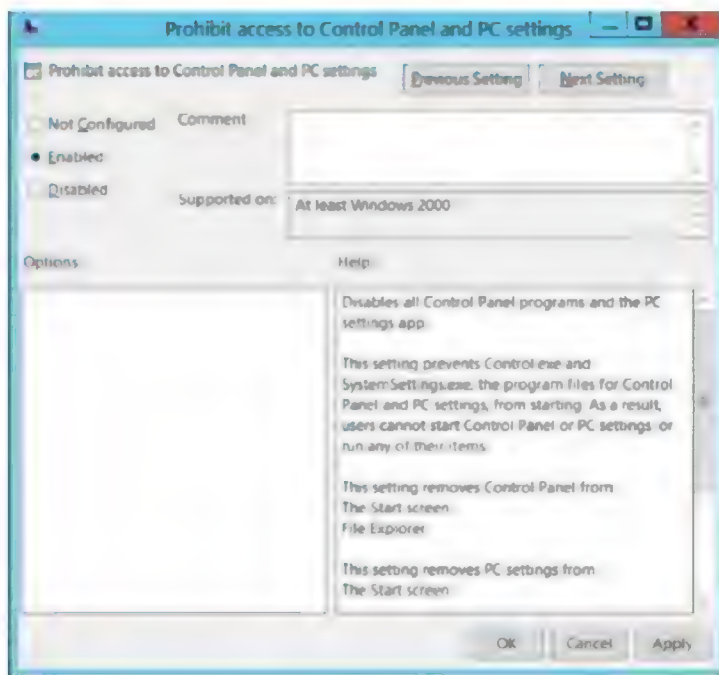 Prohibit access to Control Panel and PC settings
Prohibit access to Control Panel and PC settings
Previous Setting
Next Setting
Not Configured
Comment
Enabled
Disabled
Supported on:
At least Windows 2000
Options
Help
Disables all Control Panel programs and the PC
settings app
This setting prevents Control.exe and
SystemSettings.exe, the program files for Control
Panel and PC settings, from starting. As a result,
users cannot start Control Panel or PC settings, or
run any of their items
This setting removes Control Panel from
The Start screen
File Explorer
This setting removes PC settings from
The Start screen
OK
Cancel
Apply